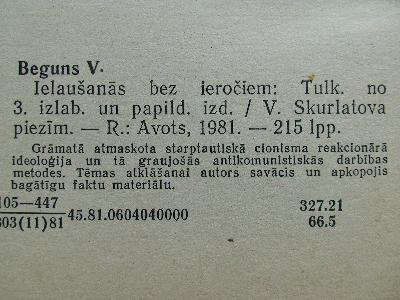 Beguns V.
Ielaušanās bez ieročiem: Tulk. no
3. izlab. un papild. izd. / V. Skurlatova
piezīm. — R.: Avots, 1981. — 215 lpp.
Grāmatā atmaskota starptautiskā cionisma reakcionārā
ideoloģija un tā graujošās antikomunistiskās darbības
metodes. Tēmas atklāšanai autors savācis un apkopojis
bagātīgu faktu materiālu.
105—447
803(11)81 45.81.0604040000
327.21
66.5